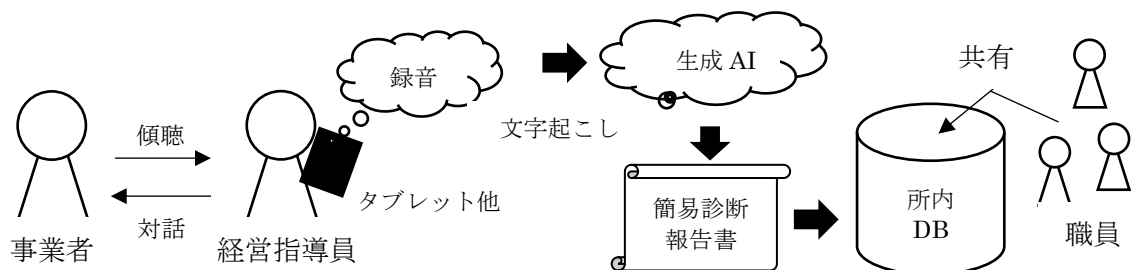 録音
生成 AI
共有
傾聴
対話
文字起こし
タブレット他
簡易診断
報告書
所内
DB
事業者
経営指導員
職員